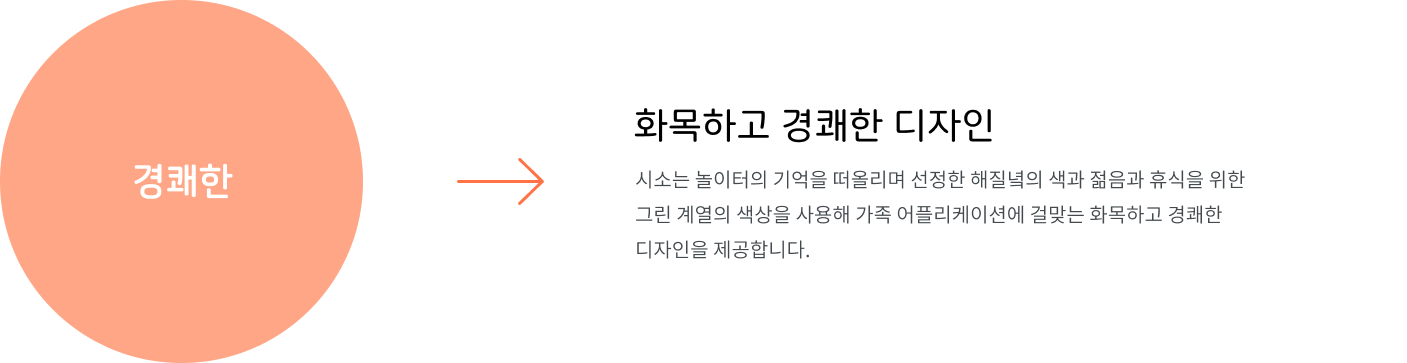 경쾌한
화목하고 경쾌한 디자인
시소는 놀이터의 기억을 떠올리며 선정한 해질녘의 색과 젊음과 휴식을 위한
그린 계열의 색상을 사용해 가족 어플리케이션에 걸맞는 화목하고 경쾌한
디자인을 제공합니다.